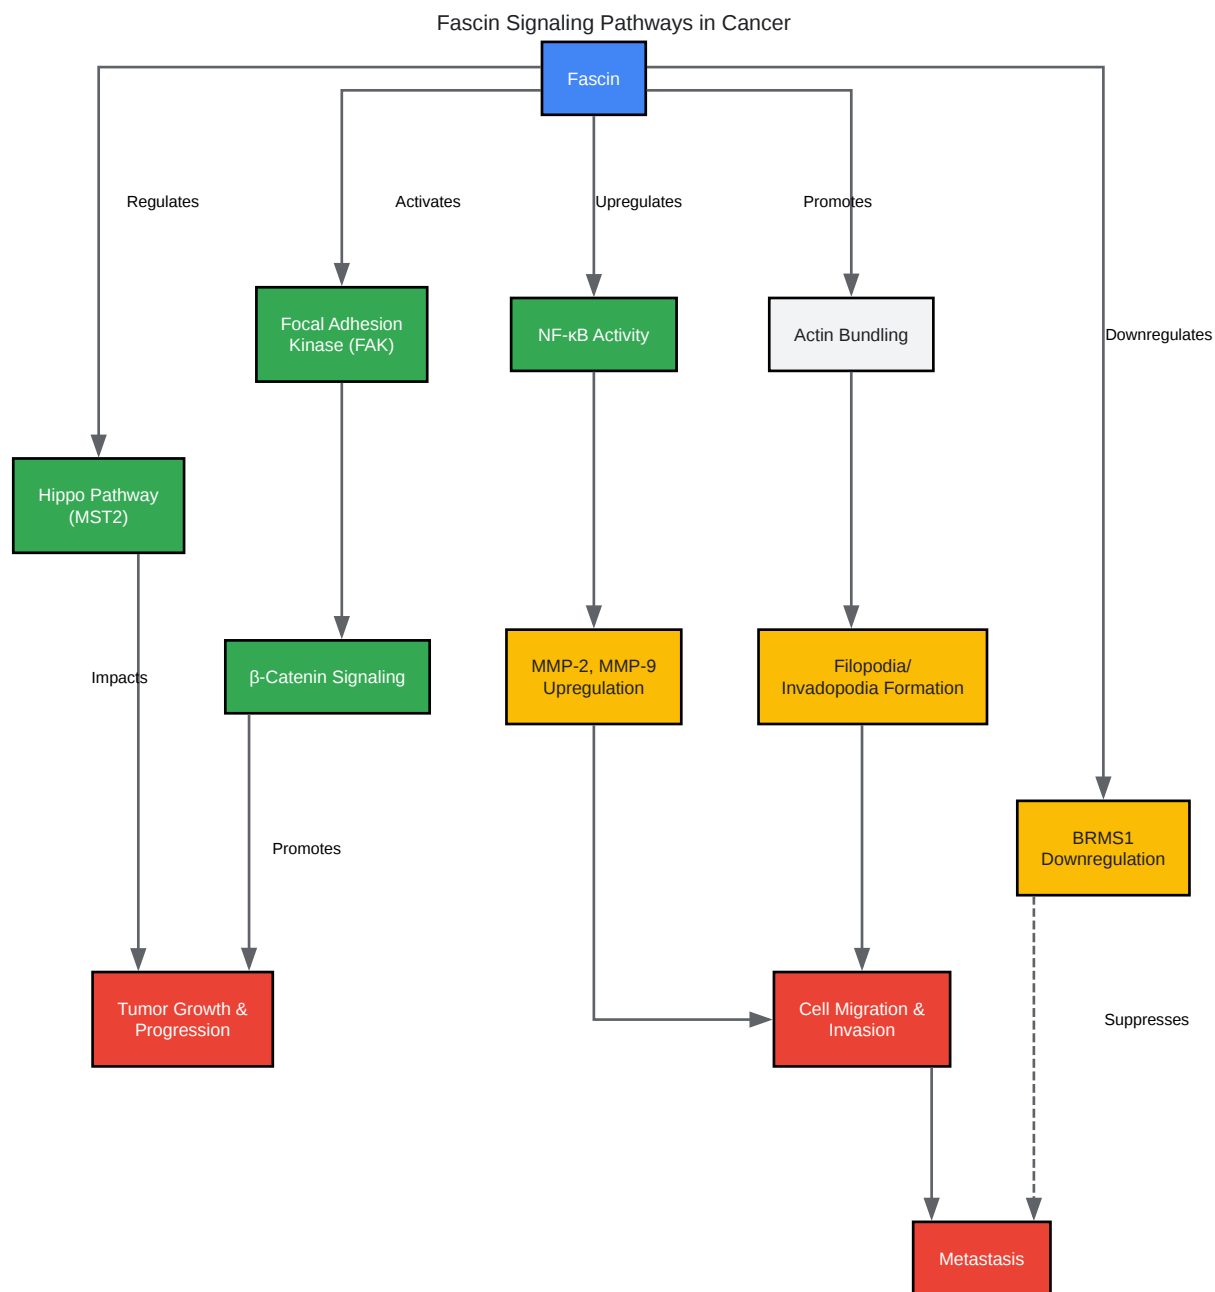 Fascin Signaling Pathways in Cancer
Fascin
Regulates
Activates
Upregulates
Promotes
Focal Adhesion
Kinase (FAK)
NF-κB Activity
Actin Bundling
Downregulates
Hippo Pathway
(MST2)
Impacts
β-Catenin Signaling
MMP-2, MMP-9
Upregulation
Filopodia/
Invadopodia Formation
Promotes
BRMS1
Downregulation
Tumor Growth &
Progression
Cell Migration &
Invasion
Suppresses
Metastasis